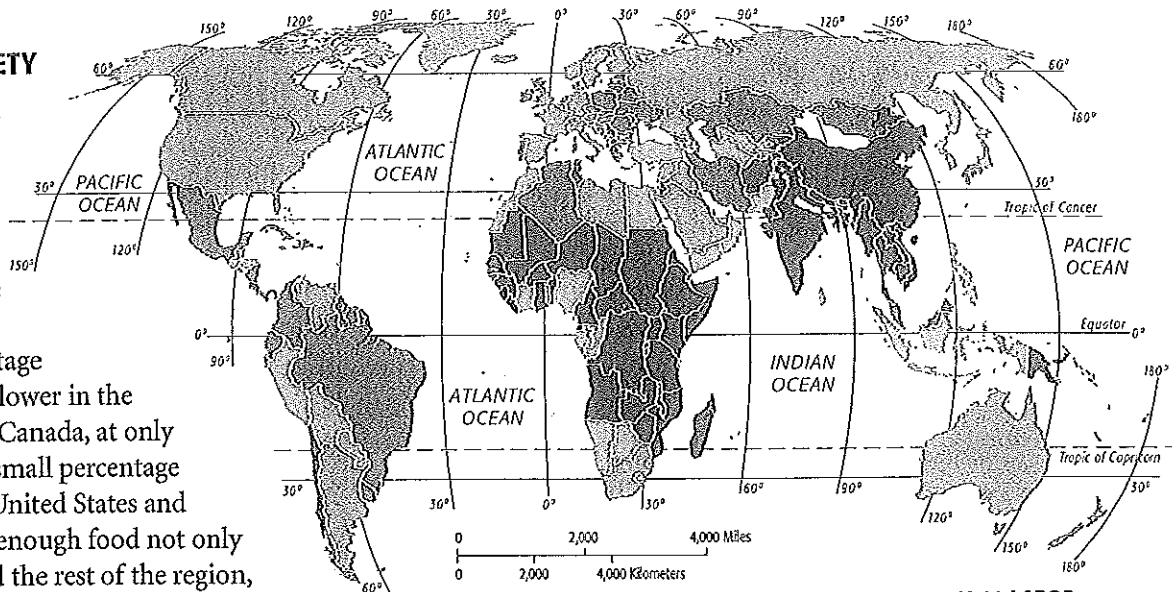 ETY
tage
lower in the
Canada, at only
small percentage
United States and
enough food not only
d the rest of the region,
150° 120° 90° 60° 30° 0° 30° 60° 90° 120° 150° 180°
60° 60°
180°
ATLANTIC
OCEAN
30° PACIFIC
OCEAN
30°
Tropic of Cancer
120°
150°
PACIFIC
OCEAN
0° Equator 0°
90°
INDIAN
OCEAN
180°
ATLANTIC
OCEAN
Tropic of Capricorn
30° 30° 0° 30° 60° 90° 30°
120°
150°
180°
0 2,000 4,000 Miles
0 2,000 4,000 Kilometers
60°